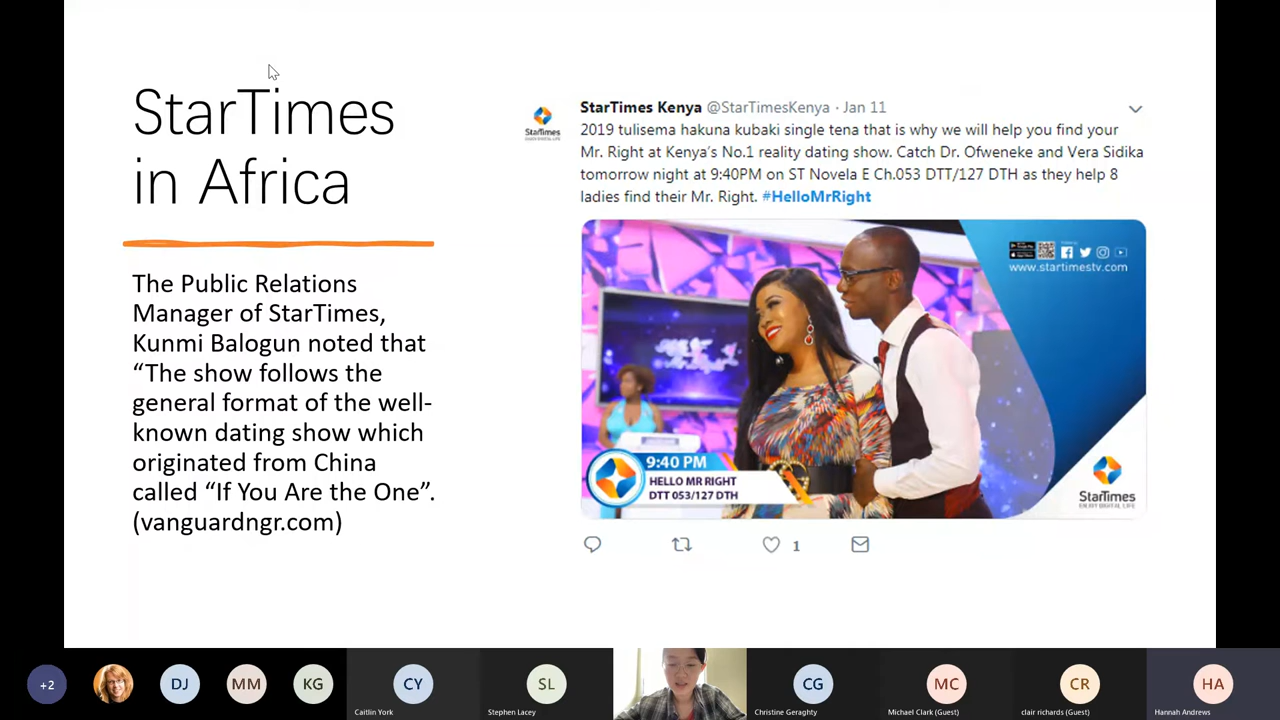 StarTimes
in Africa
The Public Relations
Manager of StarTimes,
Kunmi Balogun noted that
“The show follows the
general format of the well-
known dating show which
originated from China
called “If You Are the One”.
(vanguardngr.com)
StarTimes
StarTimes Kenya @StarTimesKenya · Jan 11
2019 tulisema hakuna kubaki single tena that is why we will help you find your
Mr. Right at Kenya's No.1 reality dating show. Catch Dr. Ofweneke and Vera Sidika
tomorrow night at 9:40PM on ST Novela E Ch.053 DTT/127 DTH as they help 8
ladies find their Mr. Right. #HelloMrRight
www.startimestv.com
9:40 PM
HELLO MR RIGHT
DTT 053/127 DTH
StarTimes
ENJOY DIGITAL LIFE
1
+2
DJ
MM
KG
CY
SL
CG
MC
CR
HA
Caitlin York
Stephen Lacey
Christine Geraghty
Michael Clark (Guest)
clair richards (Guest)
Hannah Andrews